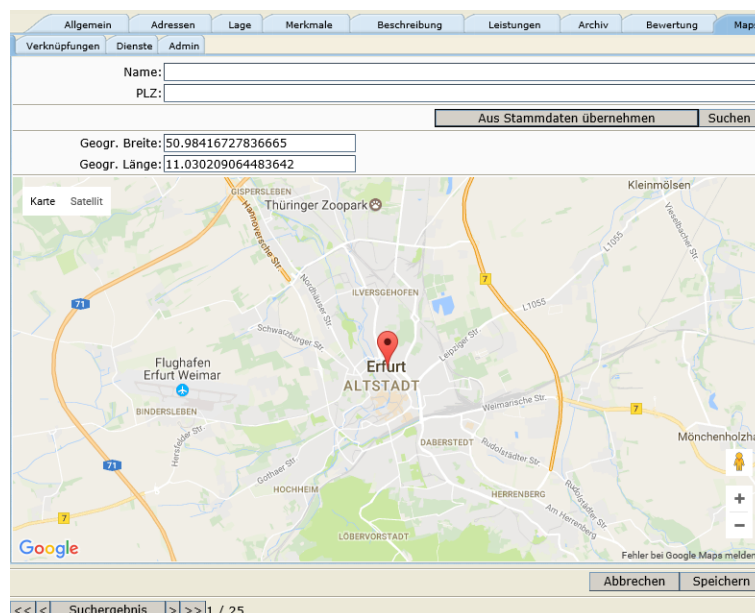 Allgemein Adressen Lage Merkmale Beschreibung Leistungen Archiv Bewertung Maps
Verknüpfungen Dienste Admin
Name:
PLZ:
Aus Stammdaten übernehmen Suchen
Geogr. Breite: 50.98416727836665
Geogr. Länge: 11.030209064483642
Karte Satellit
GISPERSLEBEN
Kleinmölsen
Thüringer Zoopark
Hannoversche Str.
Vieselbacher Str.
L1055
Nordhäuser Str.
7
ILVERSGEHOFEN
71
L1055
Schwarzburger Str.
Leipziger Str.
Flughafen
Erfurt Weimar
Erfurt
ALTSTADT
BINDERSLEBEN
Weimarische Str.
7
Hersfelder Str.
DABERSTEDT
Rudolstädter Str.
Mönchenholzha
71
Gothaer Str.
HOCHHEIM
HERRENBERG
Rudolstädter Str.
+
7
Am Herrenberg
−
LÖBERVORSTADT
Google
Fehler bei Google Maps melden
Abbrechen Speichern
<< < Suchergebnis > >> 1 / 25